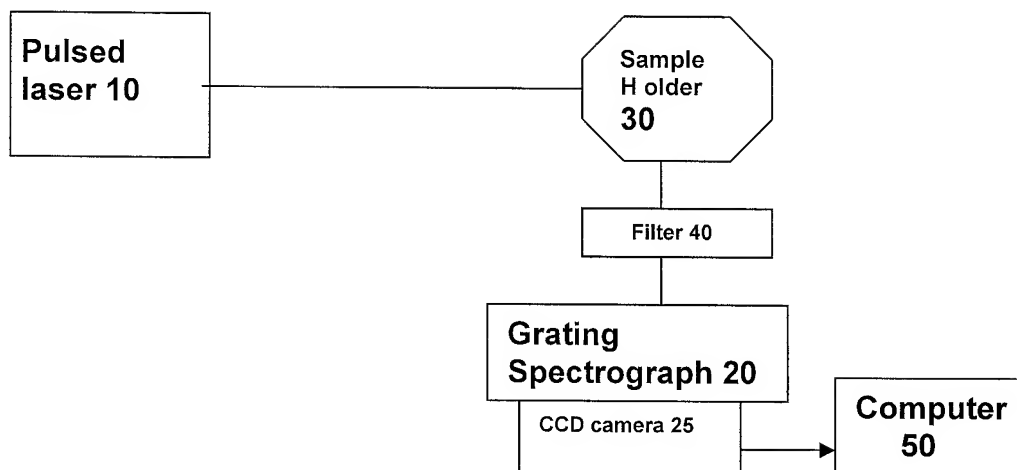 Pulsed
laser 10
Sample
H older
30
Filter 40
Grating
Spectrograph 20
CCD camera 25
Computer
50